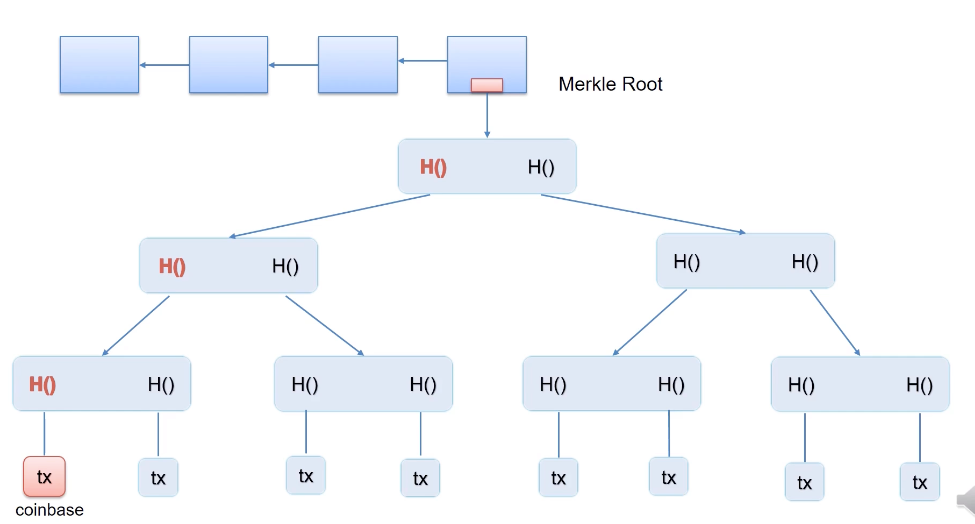 Merkle Root
H() H()
H() H() H() H()
H() H() H() H() H() H() H() H()
tx tx tx tx tx tx tx tx
coinbase